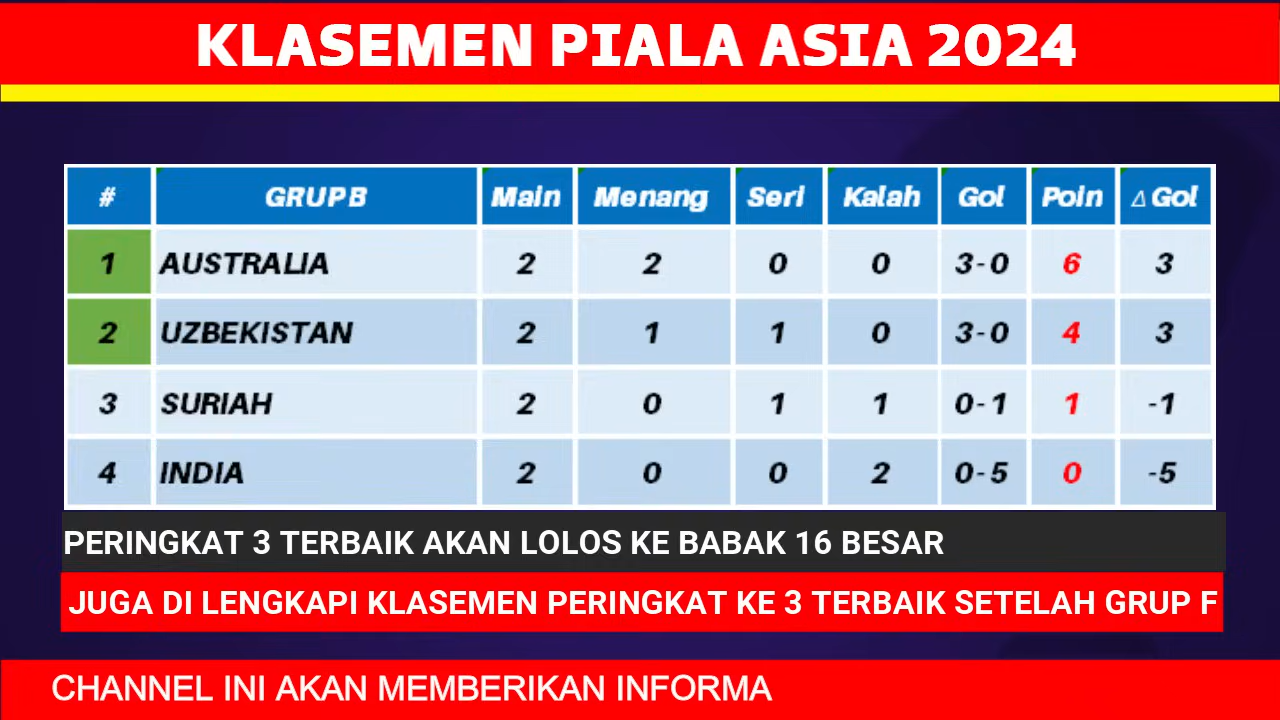 KLASEMEN PIALA ASIA 2024
# GRUP B Main Menang Seri Kalah Gol Poin Δ Gol
1 AUSTRALIA 2 2 0 0 3-0 6 3
2 UZBEKISTAN 2 1 1 0 3-0 4 3
3 SURIAH 2 0 1 1 0-1 1 -1
4 INDIA 2 0 0 2 0-5 0 -5
PERINGKAT 3 TERBAIK AKAN LOLOS KE BABAK 16 BESAR
JUGA DI LENGKAPI KLASEMEN PERINGKAT KE 3 TERBAIK SETELAH GRUP F
CHANNEL INI AKAN MEMBERIKAN INFORMA